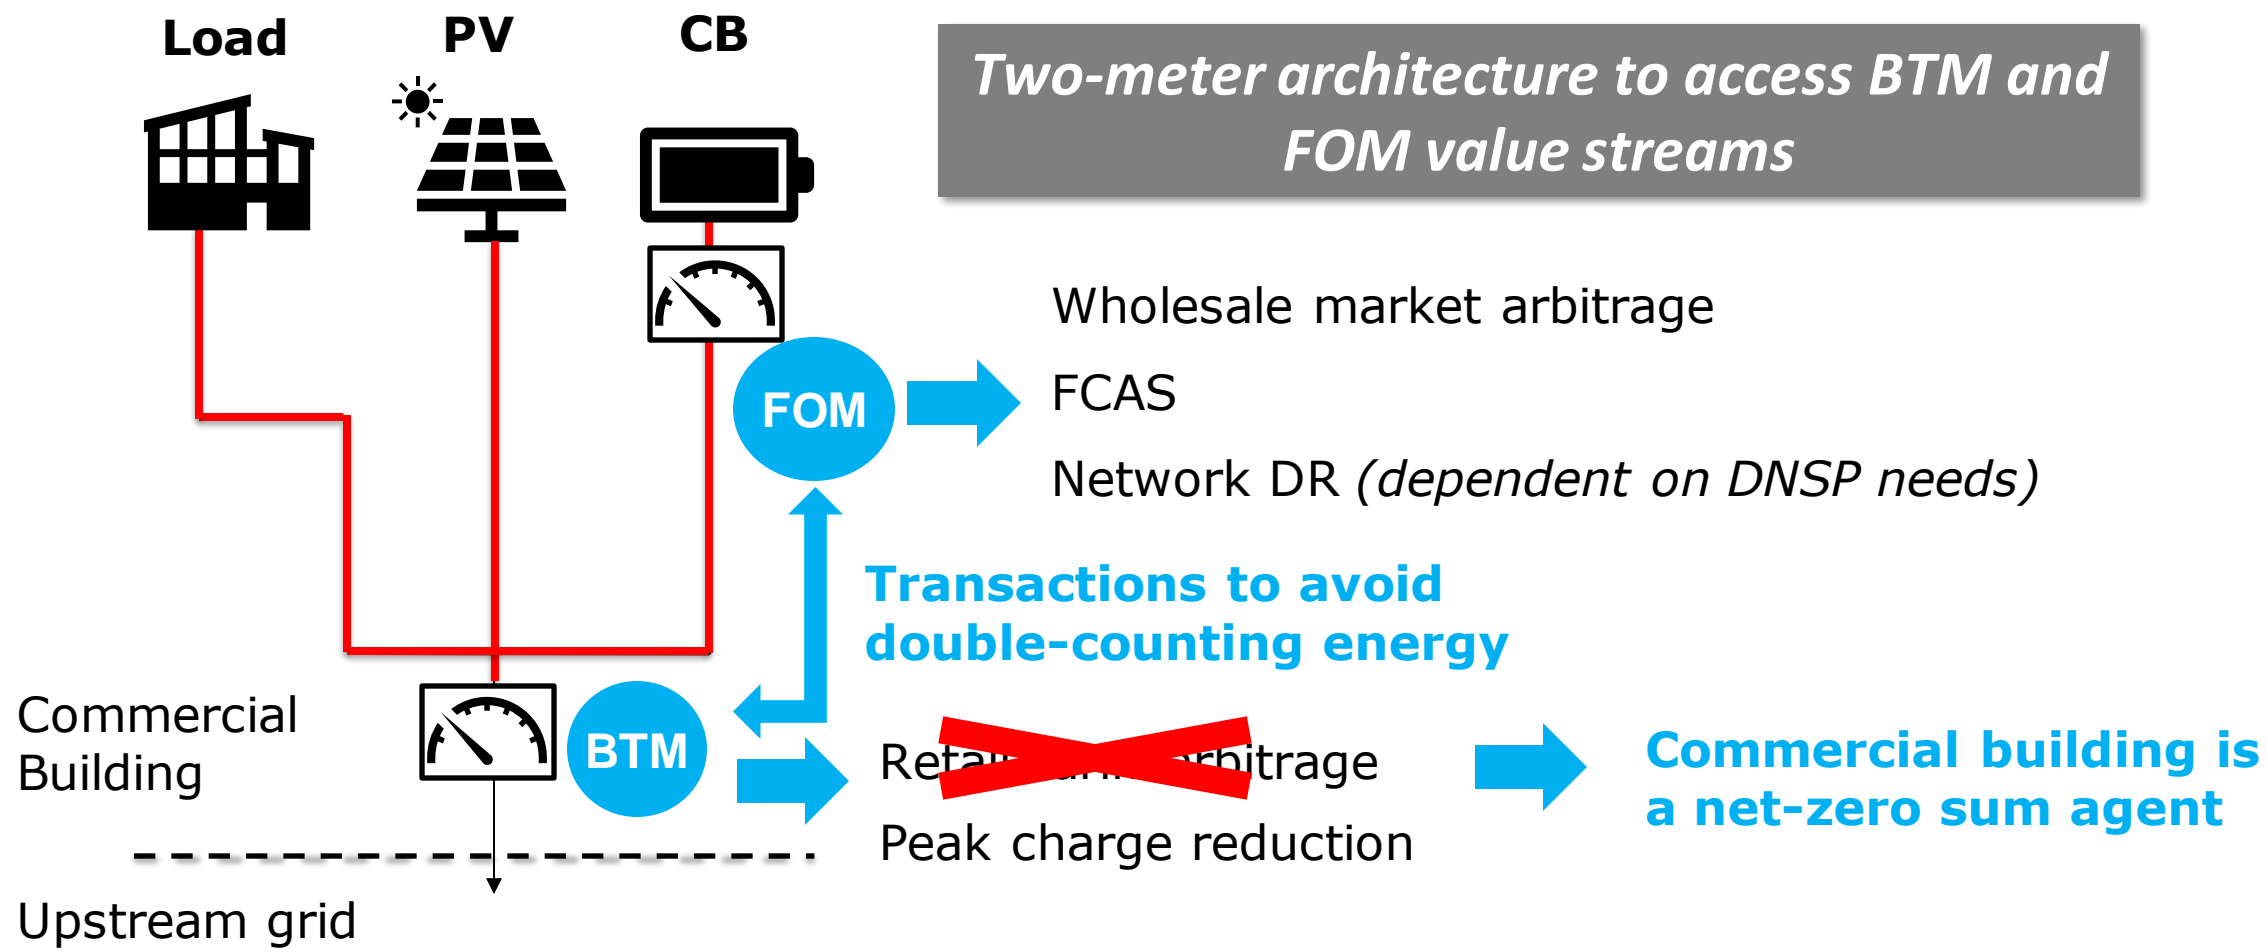 Load
PV
CB
Two-meter architecture to access BTM and
FOM value streams
Wholesale market arbitrage
FOM
FCAS
Network DR (dependent on DNSP needs)
Transactions to avoid
double-counting energy
Commercial
Building
BTM
arbitrage
Peak charge reduction
Commercial building is
a net-zero sum agent
Upstream grid